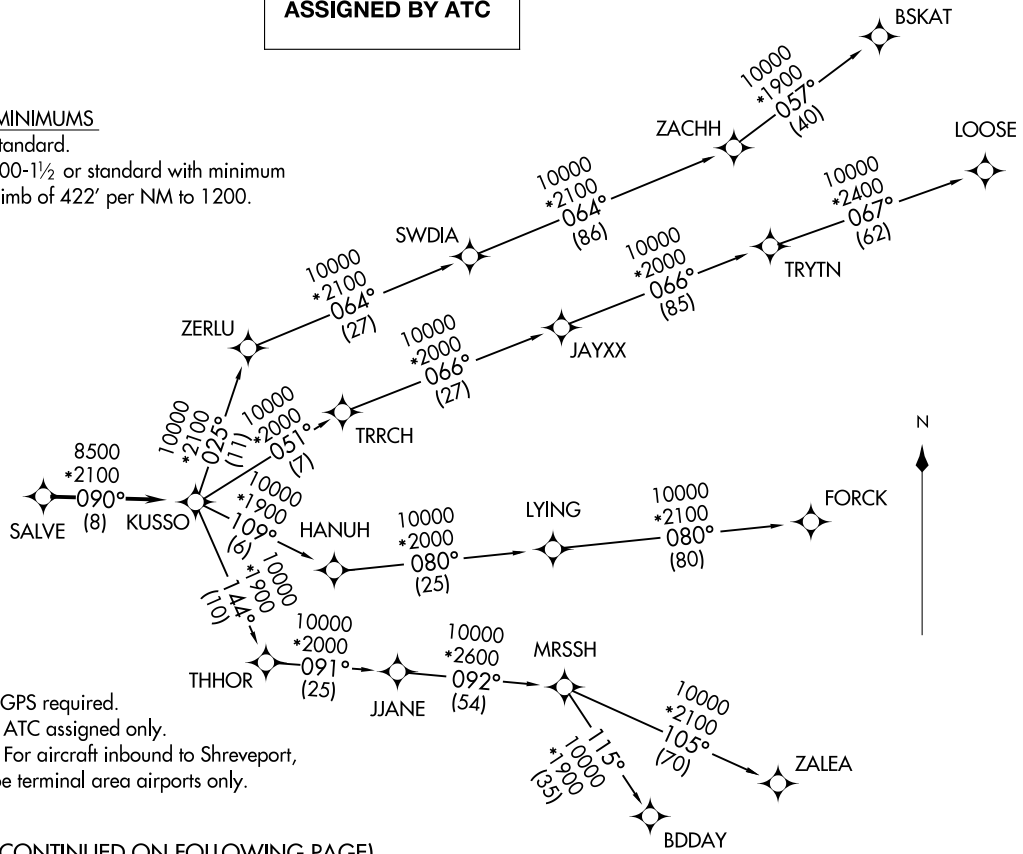 ASSIGNED BY ATC
BSKAT
10000
*1900
057°
(40)
MINIMUMS
tandard.
00-1½ or standard with minimum
imb of 422' per NM to 1200.
ZACHH
LOOSE
10000
*2100
064°
(86)
10000
*2400
067°
(62)
SWDIA
10000
*2100
064°
(27)
10000
*2000
066°
(85)
TRYTN
ZERLU
10000
*2000
066°
(27)
JAYXX
10000
*2100
025°
(11)
10000
*2000
051°
(7)
TRRCH
N
8500
*2100
090°
(8)
SALVE
KUSSO
10000
*1900
109°
(6)
HANUH
10000
*2000
080°
(25)
LYING
10000
*2100
080°
(80)
FORCK
10000
*1900
144°
(10)
THHOR
10000
*2000
091°
(25)
JJANE
10000
*2600
092°
(54)
MRSSH
10000
*2100
105°
(70)
ZALEA
115°
10000
*1900
(35)
BDDAY
GPS required.
ATC assigned only.
For aircraft inbound to Shreveport,
be terminal area airports only.
CONTINUED ON FOLLOWING PAGE)